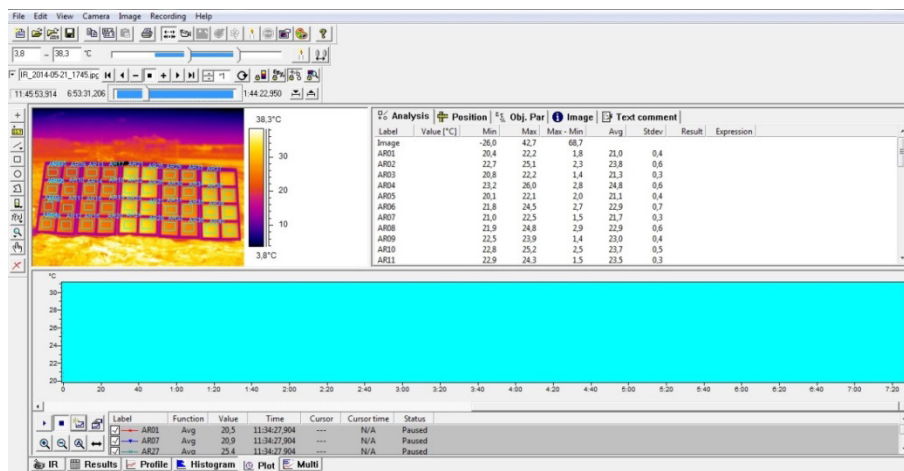 File Edit View Camera Image Recording Help
3,8 – 38,3 °C
IR_2014-05-21_1745.jpg
11:45:53,914 6:53:31,206 1:44:22,950
38,3°C
30
20
10
3,8°C
Analysis Position Obj. Par Image Text comment
Label Value [°C] Min Max Max - Min Avg Stdev Result Expression
Image -26,0 42,7 68,7
AR01 20,4 22,2 1,8 21,0 0,4
AR02 22,7 25,1 2,3 23,8 0,6
AR03 20,8 22,2 1,4 21,3 0,3
AR04 23,2 26,0 2,8 24,8 0,6
AR05 20,1 22,1 2,0 21,1 0,4
AR06 21,8 24,5 2,7 22,9 0,7
AR07 21,0 22,5 1,5 21,7 0,3
AR08 21,9 24,8 2,9 22,9 0,6
AR09 22,5 23,9 1,4 23,0 0,4
AR10 22,8 25,2 2,5 23,7 0,5
AR11 22,9 24,3 1,5 23,5 0,3
°C
30
28
26
24
22
20
0 20 40 1:00 1:20 1:40 2:00 2:20 2:40 3:00 3:20 3:40 4:00 4:20 4:40 5:00 5:20 5:40 6:00 6:20 6:40 7:00 7:20
Label Function Value Time Cursor Cursor time Status
AR01 Avg 20,5 11:34:27,904 --- N/A Paused
AR07 Avg 20,9 11:34:27,904 --- N/A Paused
AR27 Avg 25,4 11:34:27,904 --- N/A Paused
IR Results Profile Histogram Plot Multi